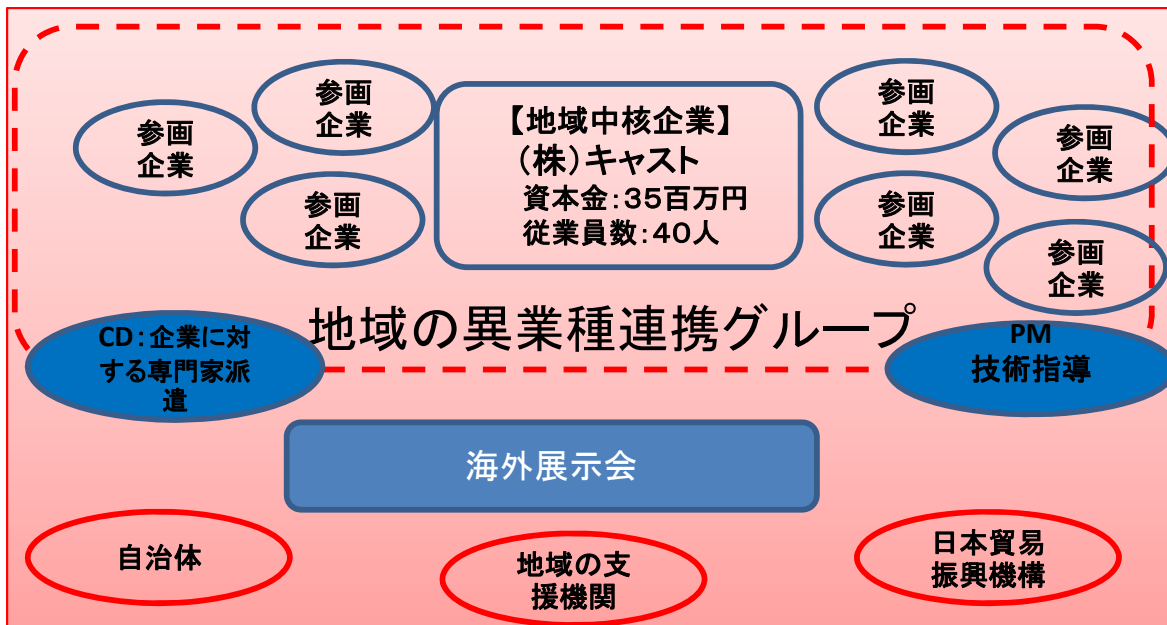 参画
企業
参画
企業
参画
企業
【地域中核企業】
（株）キャスト
資本金：３５百万円
従業員数：４０人
参画
企業
参画
企業
参画
企業
参画
企業
地域の異業種連携グループ
CD：企業に対
する専門家派
遣
PM
技術指導
海外展示会
自治体
地域の支
援機関
日本貿易
振興機構